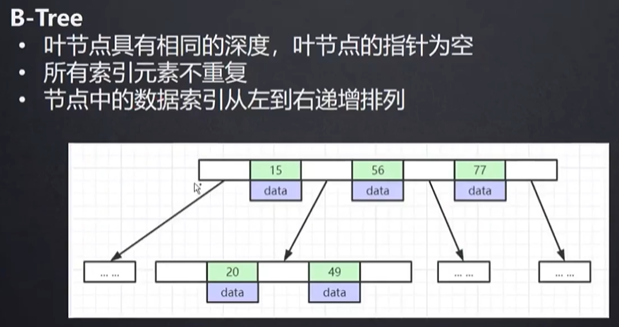 B-Tree
• 叶节点具有相同的深度，叶节点的指针为空
• 所有索引元素不重复
• 节点中的数据索引从左到右递增排列
15 56 77
data data data
... ... 20 49 ... ... ... ...
data data